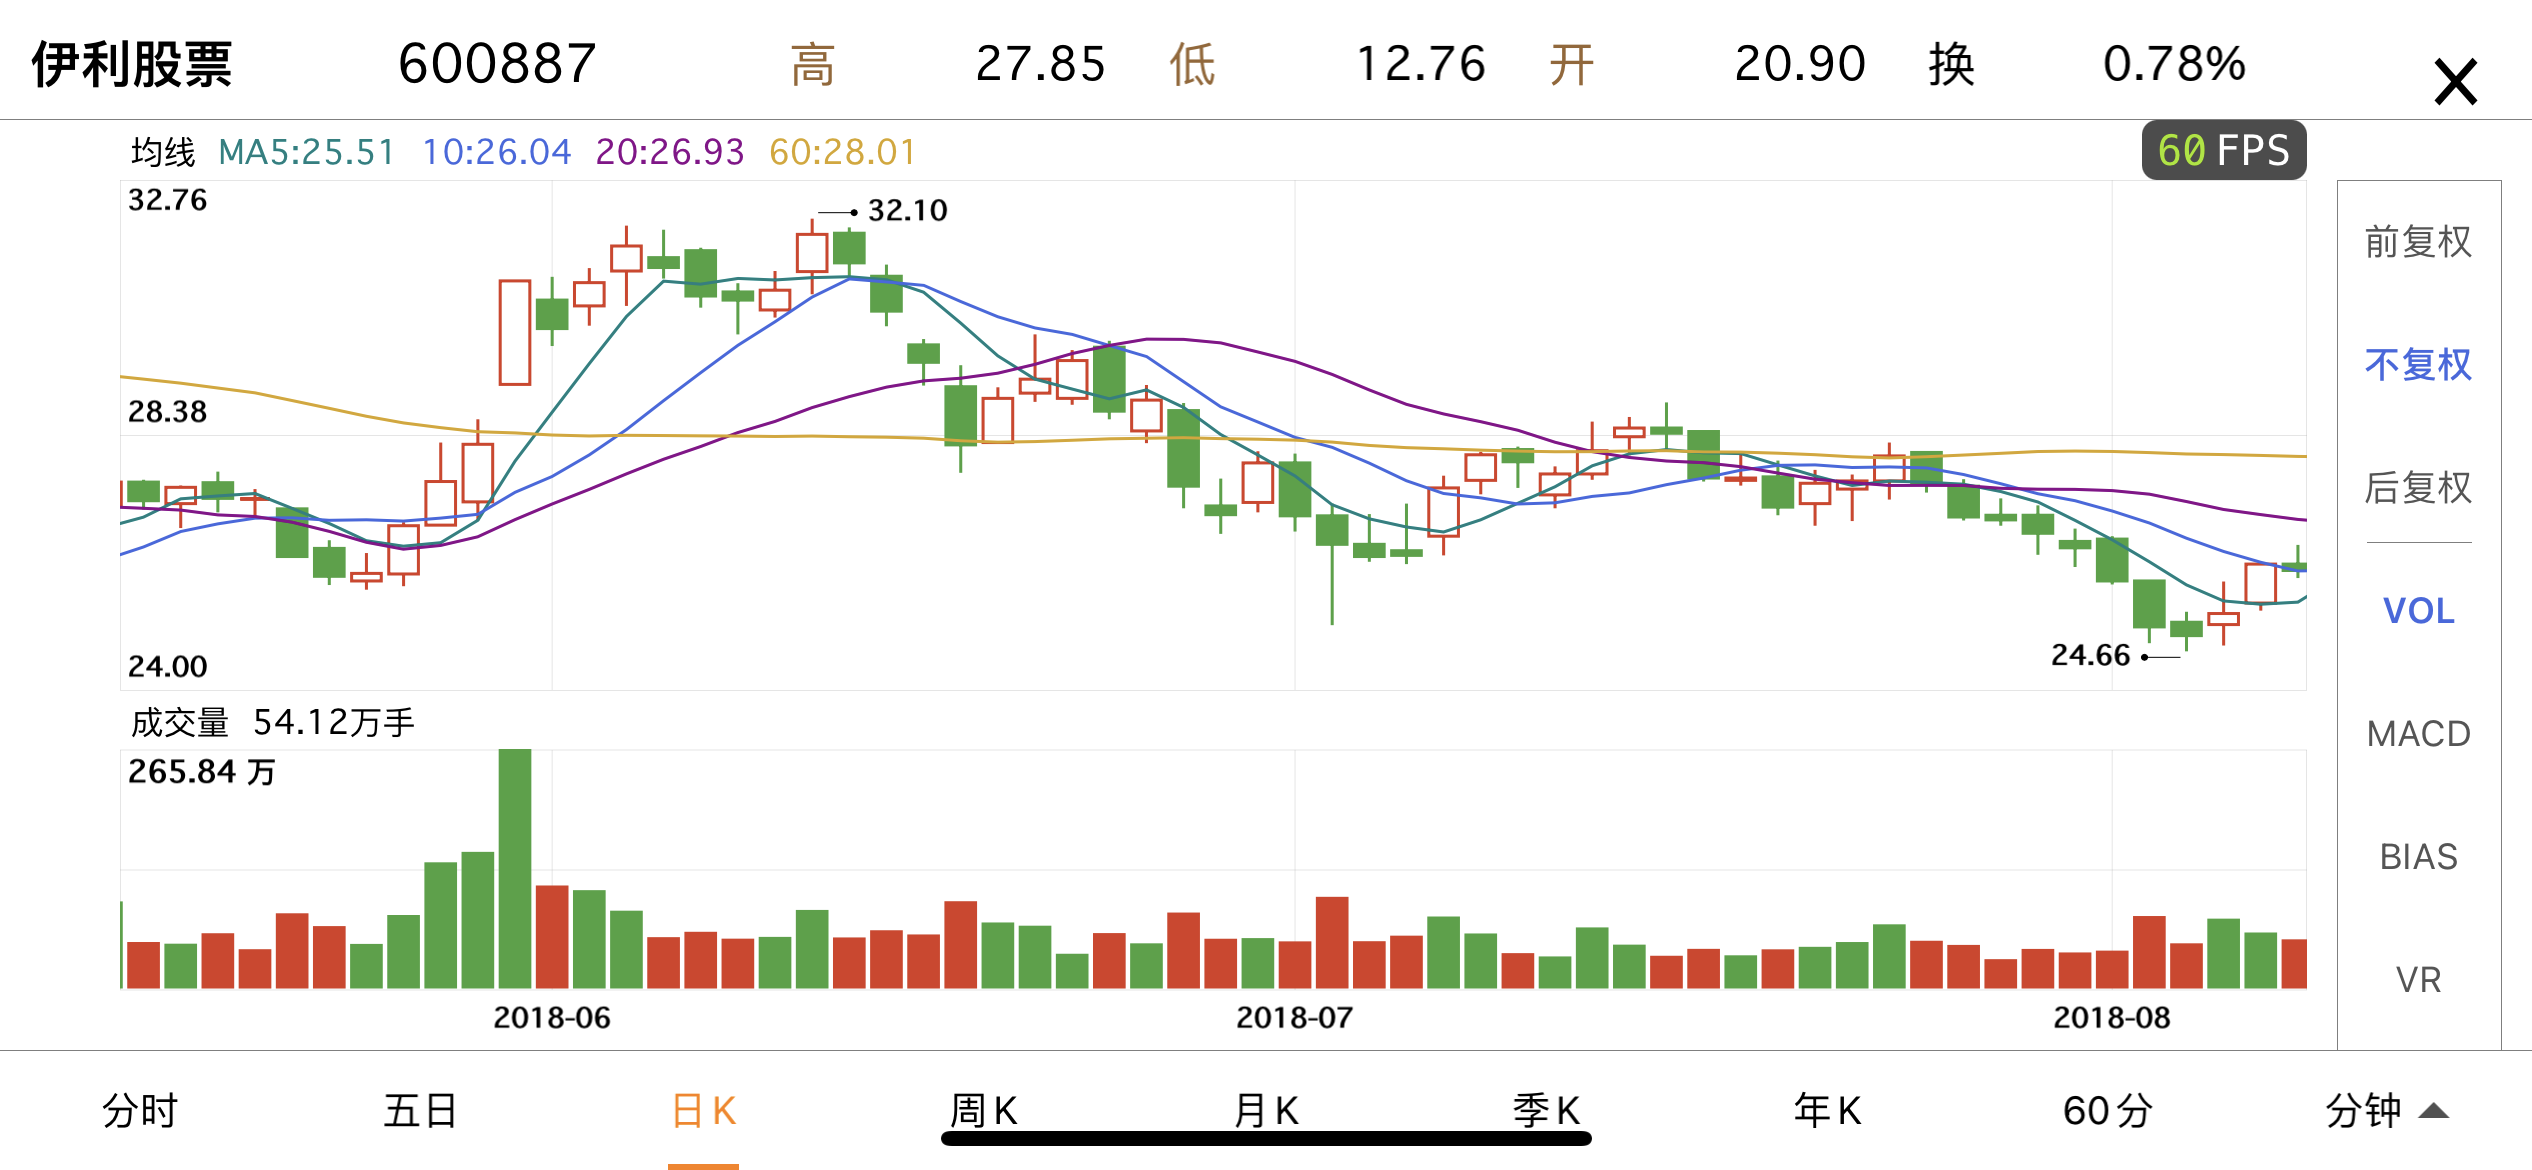 伊利股票 600887 高 27.85 低 12.76 开 20.90 换 0.78%
均线 MA5:25.51 10:26.04 20:26.93 60:28.01
60 FPS
32.76
32.10
28.38
24.00
24.66
成交量 54.12万手
265.84 万
2018-06 2018-07 2018-08
前复权
不复权
后复权
VOL
MACD
BIAS
VR
分时 五日 日K 周K 月K 季K 年K 60分 分钟